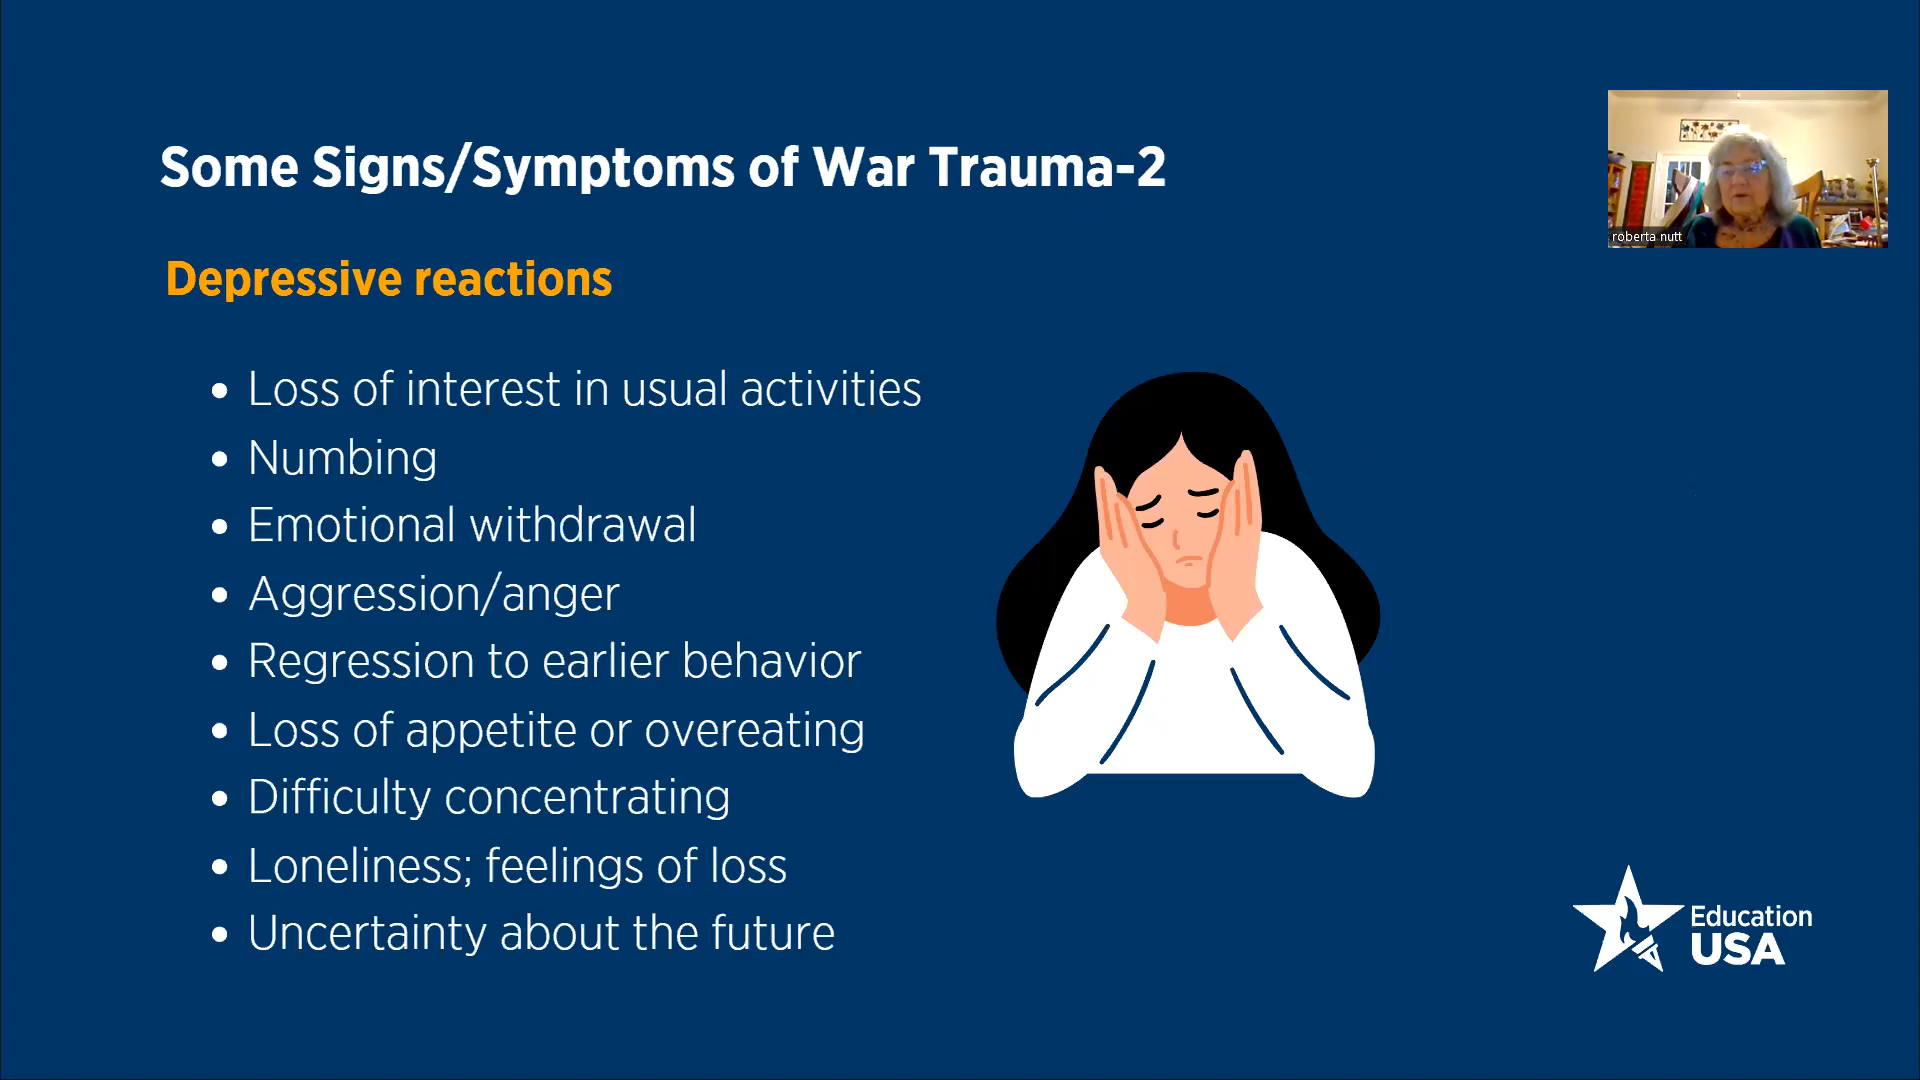 Some Signs/Symptoms of War Trauma-2
roberta nutt
Depressive reactions
• Loss of interest in usual activities
• Numbing
• Emotional withdrawal
• Aggression/anger
• Regression to earlier behavior
• Loss of appetite or overeating
• Difficulty concentrating
• Loneliness; feelings of loss
• Uncertainty about the future
Education
USA